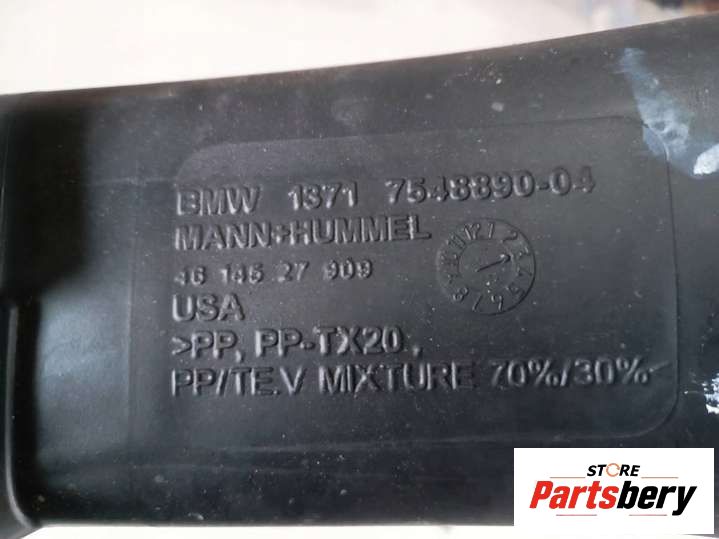 BMW 1371 7548890-04
MANN+HUMMEL
46 145 27 909
USA
>PP, PP-TX20,
PP/TEV MIXTURE 70%/30%
STORE
Partsbery